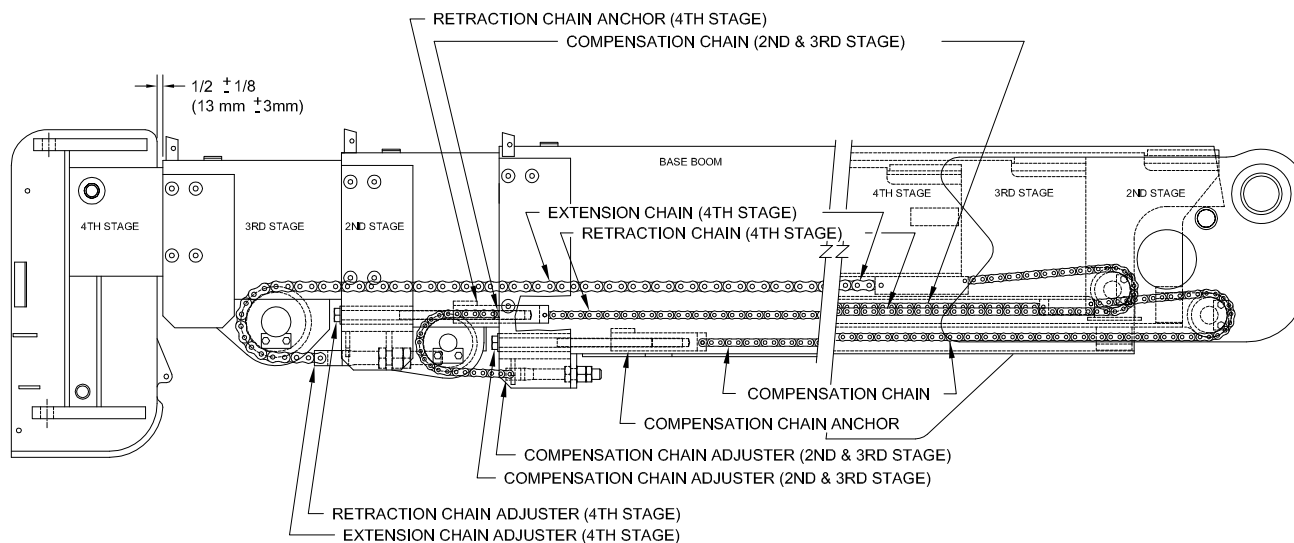 RETRACTION CHAIN ANCHOR (4TH STAGE)
COMPENSATION CHAIN (2ND & 3RD STAGE)
1/2 ± 1/8
(13 mm ±3mm)
BASE BOOM
4TH STAGE
3RD STAGE
2ND STAGE
4TH STAGE
3RD STAGE
2ND STAGE
EXTENSION CHAIN (4TH STAGE)
RETRACTION CHAIN (4TH STAGE)
COMPENSATION CHAIN
COMPENSATION CHAIN ANCHOR
COMPENSATION CHAIN ADJUSTER (2ND & 3RD STAGE)
COMPENSATION CHAIN ADJUSTER (2ND & 3RD STAGE)
RETRACTION CHAIN ADJUSTER (4TH STAGE)
EXTENSION CHAIN ADJUSTER (4TH STAGE)